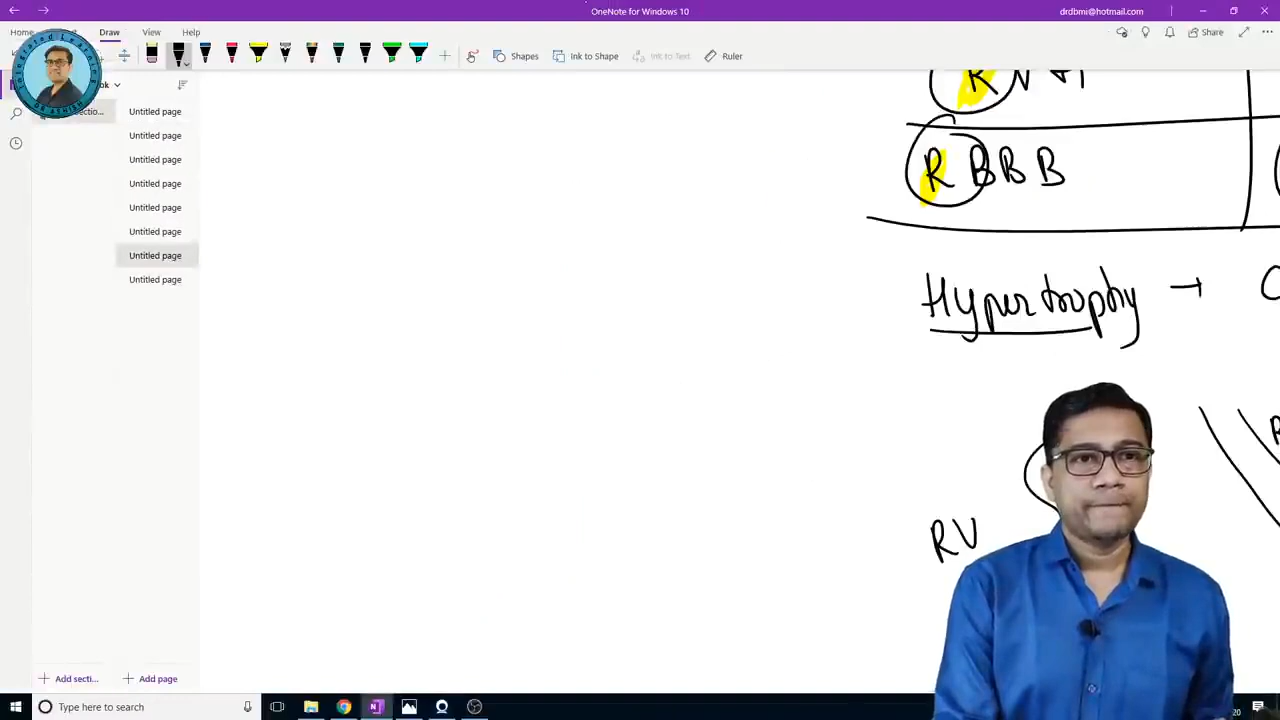 OneNote for Windows 10
drdbmi@hotmail.com
Home
Draw
View
Help
Share
Shapes
Ink to Shape
Ink to Text
Math
Ruler
Untitled page
Untitled page
Untitled page
Untitled page
Untitled page
Untitled page
Untitled page
Untitled page
R
R B B B
Hypertrophy →
RV
Add secti...
Add page
Type here to search
20